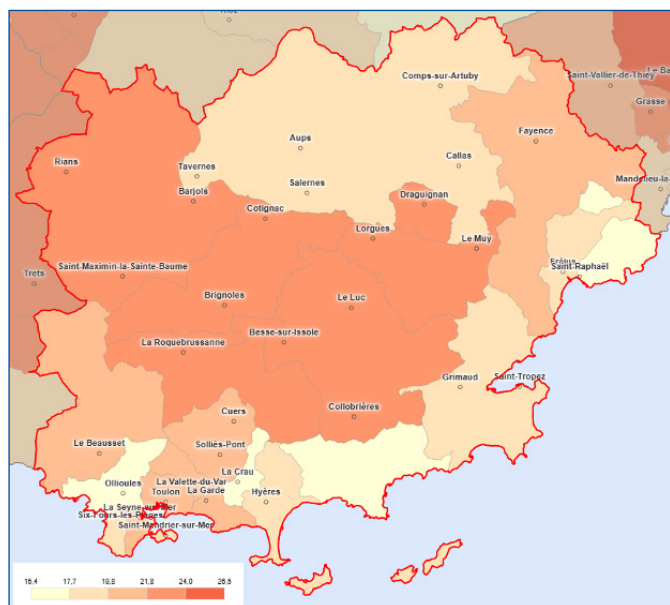 Comps-sur-Artuby
Saint-Vallier-de-Thiey
Grasse
Aups
Fayence
Rians
Tavernes
Callas
Barjols
Salernes
Draguignan
Cotignac
Lorgues
Le Muy
Trets
Saint-Maximin-la-Sainte-Baume
Saint-Raphaël
Brignoles
Le Luc
La Roquebrussanne
Besse-sur-Issole
Grimaud
Saint-Tropez
Cuers
Collobrières
Le Beausset
Solliès-Pont
La Crau
Ollioules
La Valette-du-Var
Toulon
La Garde
Hyères
La Seyne-sur-Mer
Six-Fours-les-Plages
Saint-Mandrier-sur-Mer
16,4 17,7 19,8 21,8 24,0 26,6